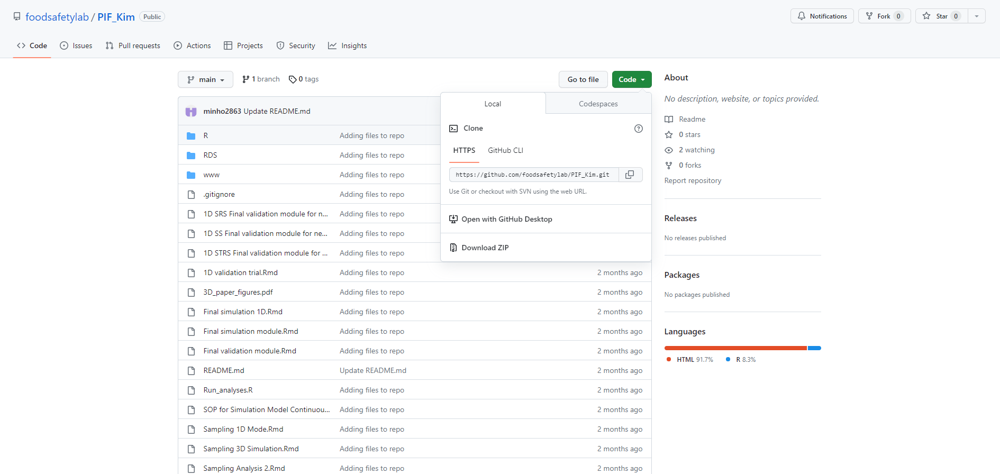 foodsafetylab / PIF_Kim Public
Notifications Fork 0 Star 0
Code Issues Pull requests Actions Projects Security Insights
main 1 branch 0 tags Go to file Code
minho2863 Update README.md
R Adding files to repo
RDS Adding files to repo
www Adding files to repo
.gitignore Adding files to repo
1D SRS Final validation module for n... Adding files to repo
1D SS Final validation module for ne... Adding files to repo
1D STRS Final validation module for ... Adding files to repo
1D validation trial.Rmd Adding files to repo 2 months ago
3D_paper_figures.pdf Adding files to repo 2 months ago
Final simulation 1D.Rmd Adding files to repo 2 months ago
Final simulation module.Rmd Adding files to repo 2 months ago
Final validation module.Rmd Adding files to repo 2 months ago
README.md Update README.md 2 months ago
Run_analyses.R Adding files to repo 2 months ago
SOP for Simulation Model Continuou... Adding files to repo 2 months ago
Sampling 1D Mode.Rmd Adding files to repo 2 months ago
Sampling 3D Simulation.Rmd Adding files to repo 2 months ago
Sampling Analysis 2.Rmd Adding files to repo 2 months ago
Local Codespaces
Clone
HTTPS GitHub CLI
https://github.com/foodsafetylab/PIF_Kim.git
Use Git or checkout with SVN using the web URL.
Open with GitHub Desktop
Download ZIP
About
No description, website, or topics provided.
Readme
0 stars
2 watching
0 forks
Report repository
Releases
No releases published
Packages
No packages published
Languages
HTML 91.7% R 8.3%